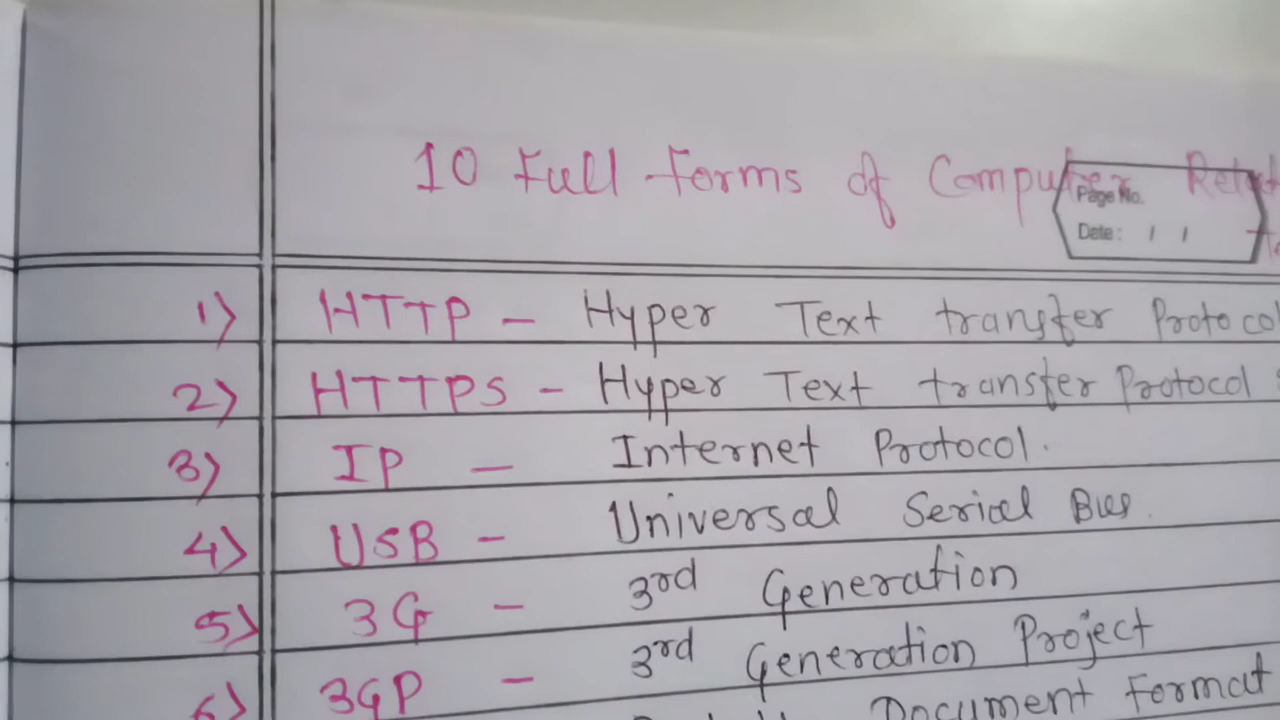 10 Full Forms of Computer
Page No.
Date: / /
1) HTTP - Hyper Text transfer Protocol
2) HTTPS - Hyper Text transfer Protocol
3) IP - Internet Protocol.
4) USB - Universal Serial Bus.
5) 3G - 3rd Generation
6) 3GP - 3rd Generation Project
Document Format